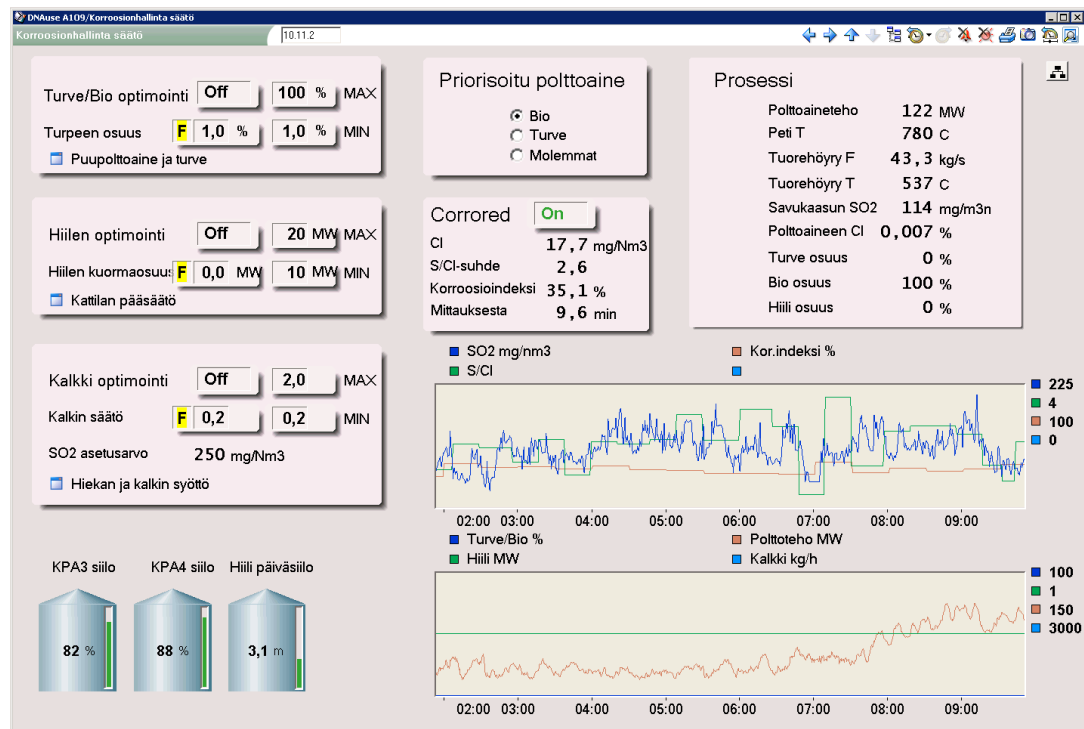 DNAuse A109/Korroosionhallinta säätö
Korroosionhallinta säätö
10.11.2
Turve/Bio optimointi Off 100 % MAX
Turpeen osuus F 1,0 % 1,0 % MIN
Puupolttoaine ja turve
Hiilen optimointi Off 20 MW MAX
Hiilen kuormaosuus F 0,0 MW 10 MW MIN
Kattilan pääsäätö
Kalkki optimointi Off 2,0 MAX
Kalkin säätö F 0,2 0,2 MIN
SO2 asetusarvo 250 mg/Nm3
Hiekan ja kalkin syöttö
Priorisoitu polttoaine
Bio
Turve
Molemmat
Corrored On
Cl 17,7 mg/Nm3
S/Cl-suhde 2,6
Korroosioindeksi 35,1 %
Mittauksesta 9,6 min
Prosessi
Polttoaineteho 122 MW
Peti T 780 C
Tuorehöyry F 43,3 kg/s
Tuorehöyry T 537 C
Savukaasun SO2 114 mg/m3n
Polttoaineen Cl 0,007 %
Turve osuus 0 %
Bio osuus 100 %
Hiili osuus 0 %
SO2 mg/nm3 Kor.indeksi %
S/Cl
225
4
100
0
02:00 03:00 04:00 05:00 06:00 07:00 08:00 09:00
Turve/Bio % Polttoteho MW
Hiili MW Kalkki kg/h
100
1
150
3000
02:00 03:00 04:00 05:00 06:00 07:00 08:00 09:00
KPA3 siilo KPA4 siilo Hiili päiväsiilo
82 % 88 % 3,1 m